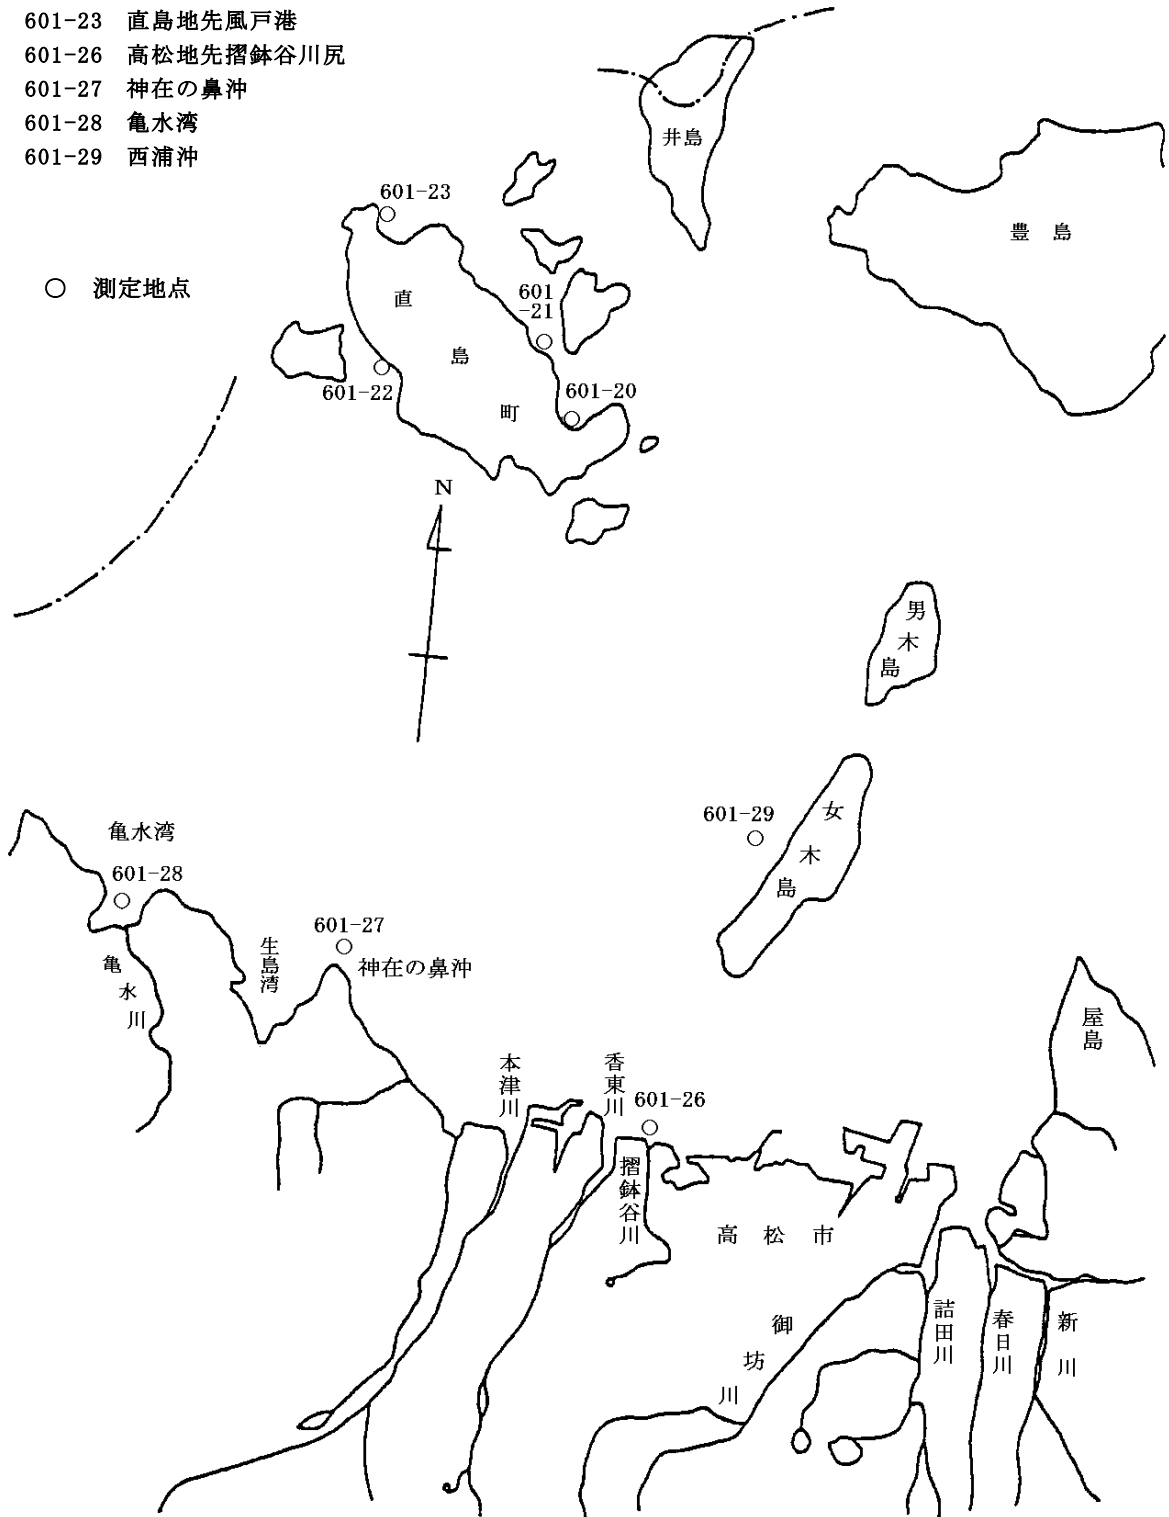 601-23 直島地先風戸港
601-26 高松地先摺鉢谷川尻
601-27 神在の鼻沖
601-28 亀水湾
601-29 西浦沖
○ 測定地点
井島
豊島
601-23
直島町
601-21
601-22
601-20
N
男木島
女木島
601-29
亀水湾
601-28
亀水川
生島湾
601-27
神在の鼻沖
屋島
本津川
香東川
601-26
摺鉢谷川
高松市
御坊川
詰田川
春日川
新川